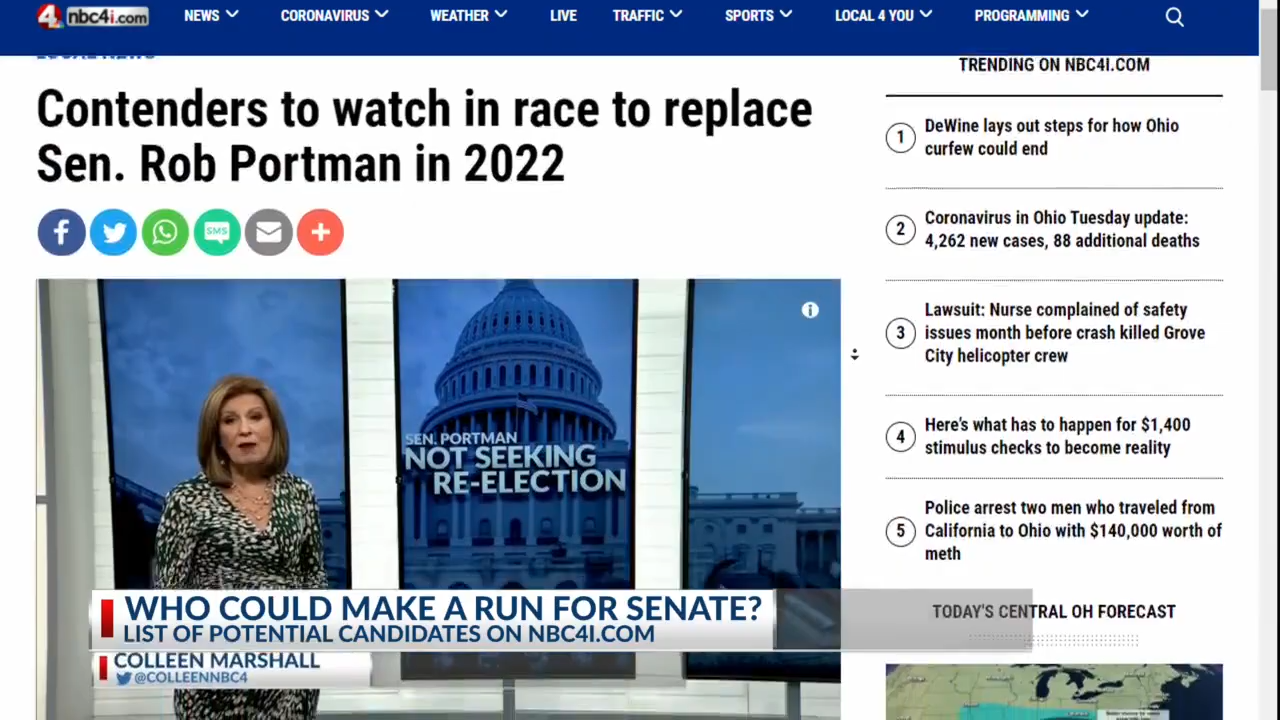 4 nbc4i.com
NEWS
CORONAVIRUS
WEATHER
LIVE
TRAFFIC
SPORTS
LOCAL 4 YOU
PROGRAMMING
LOCAL NEWS
Contenders to watch in race to replace
Sen. Rob Portman in 2022
SMS
SEN. PORTMAN
NOT SEEKING
RE-ELECTION
WHO COULD MAKE A RUN FOR SENATE?
LIST OF POTENTIAL CANDIDATES ON NBC4I.COM
COLLEEN MARSHALL
@COLLEENNBC4
TRENDING ON NBC4I.COM
1
DeWine lays out steps for how Ohio
curfew could end
2
Coronavirus in Ohio Tuesday update:
4,262 new cases, 88 additional deaths
3
Lawsuit: Nurse complained of safety
issues month before crash killed Grove
City helicopter crew
4
Here's what has to happen for $1,400
stimulus checks to become reality
5
Police arrest two men who traveled from
California to Ohio with $140,000 worth of
meth
TODAY'S CENTRAL OH FORECAST